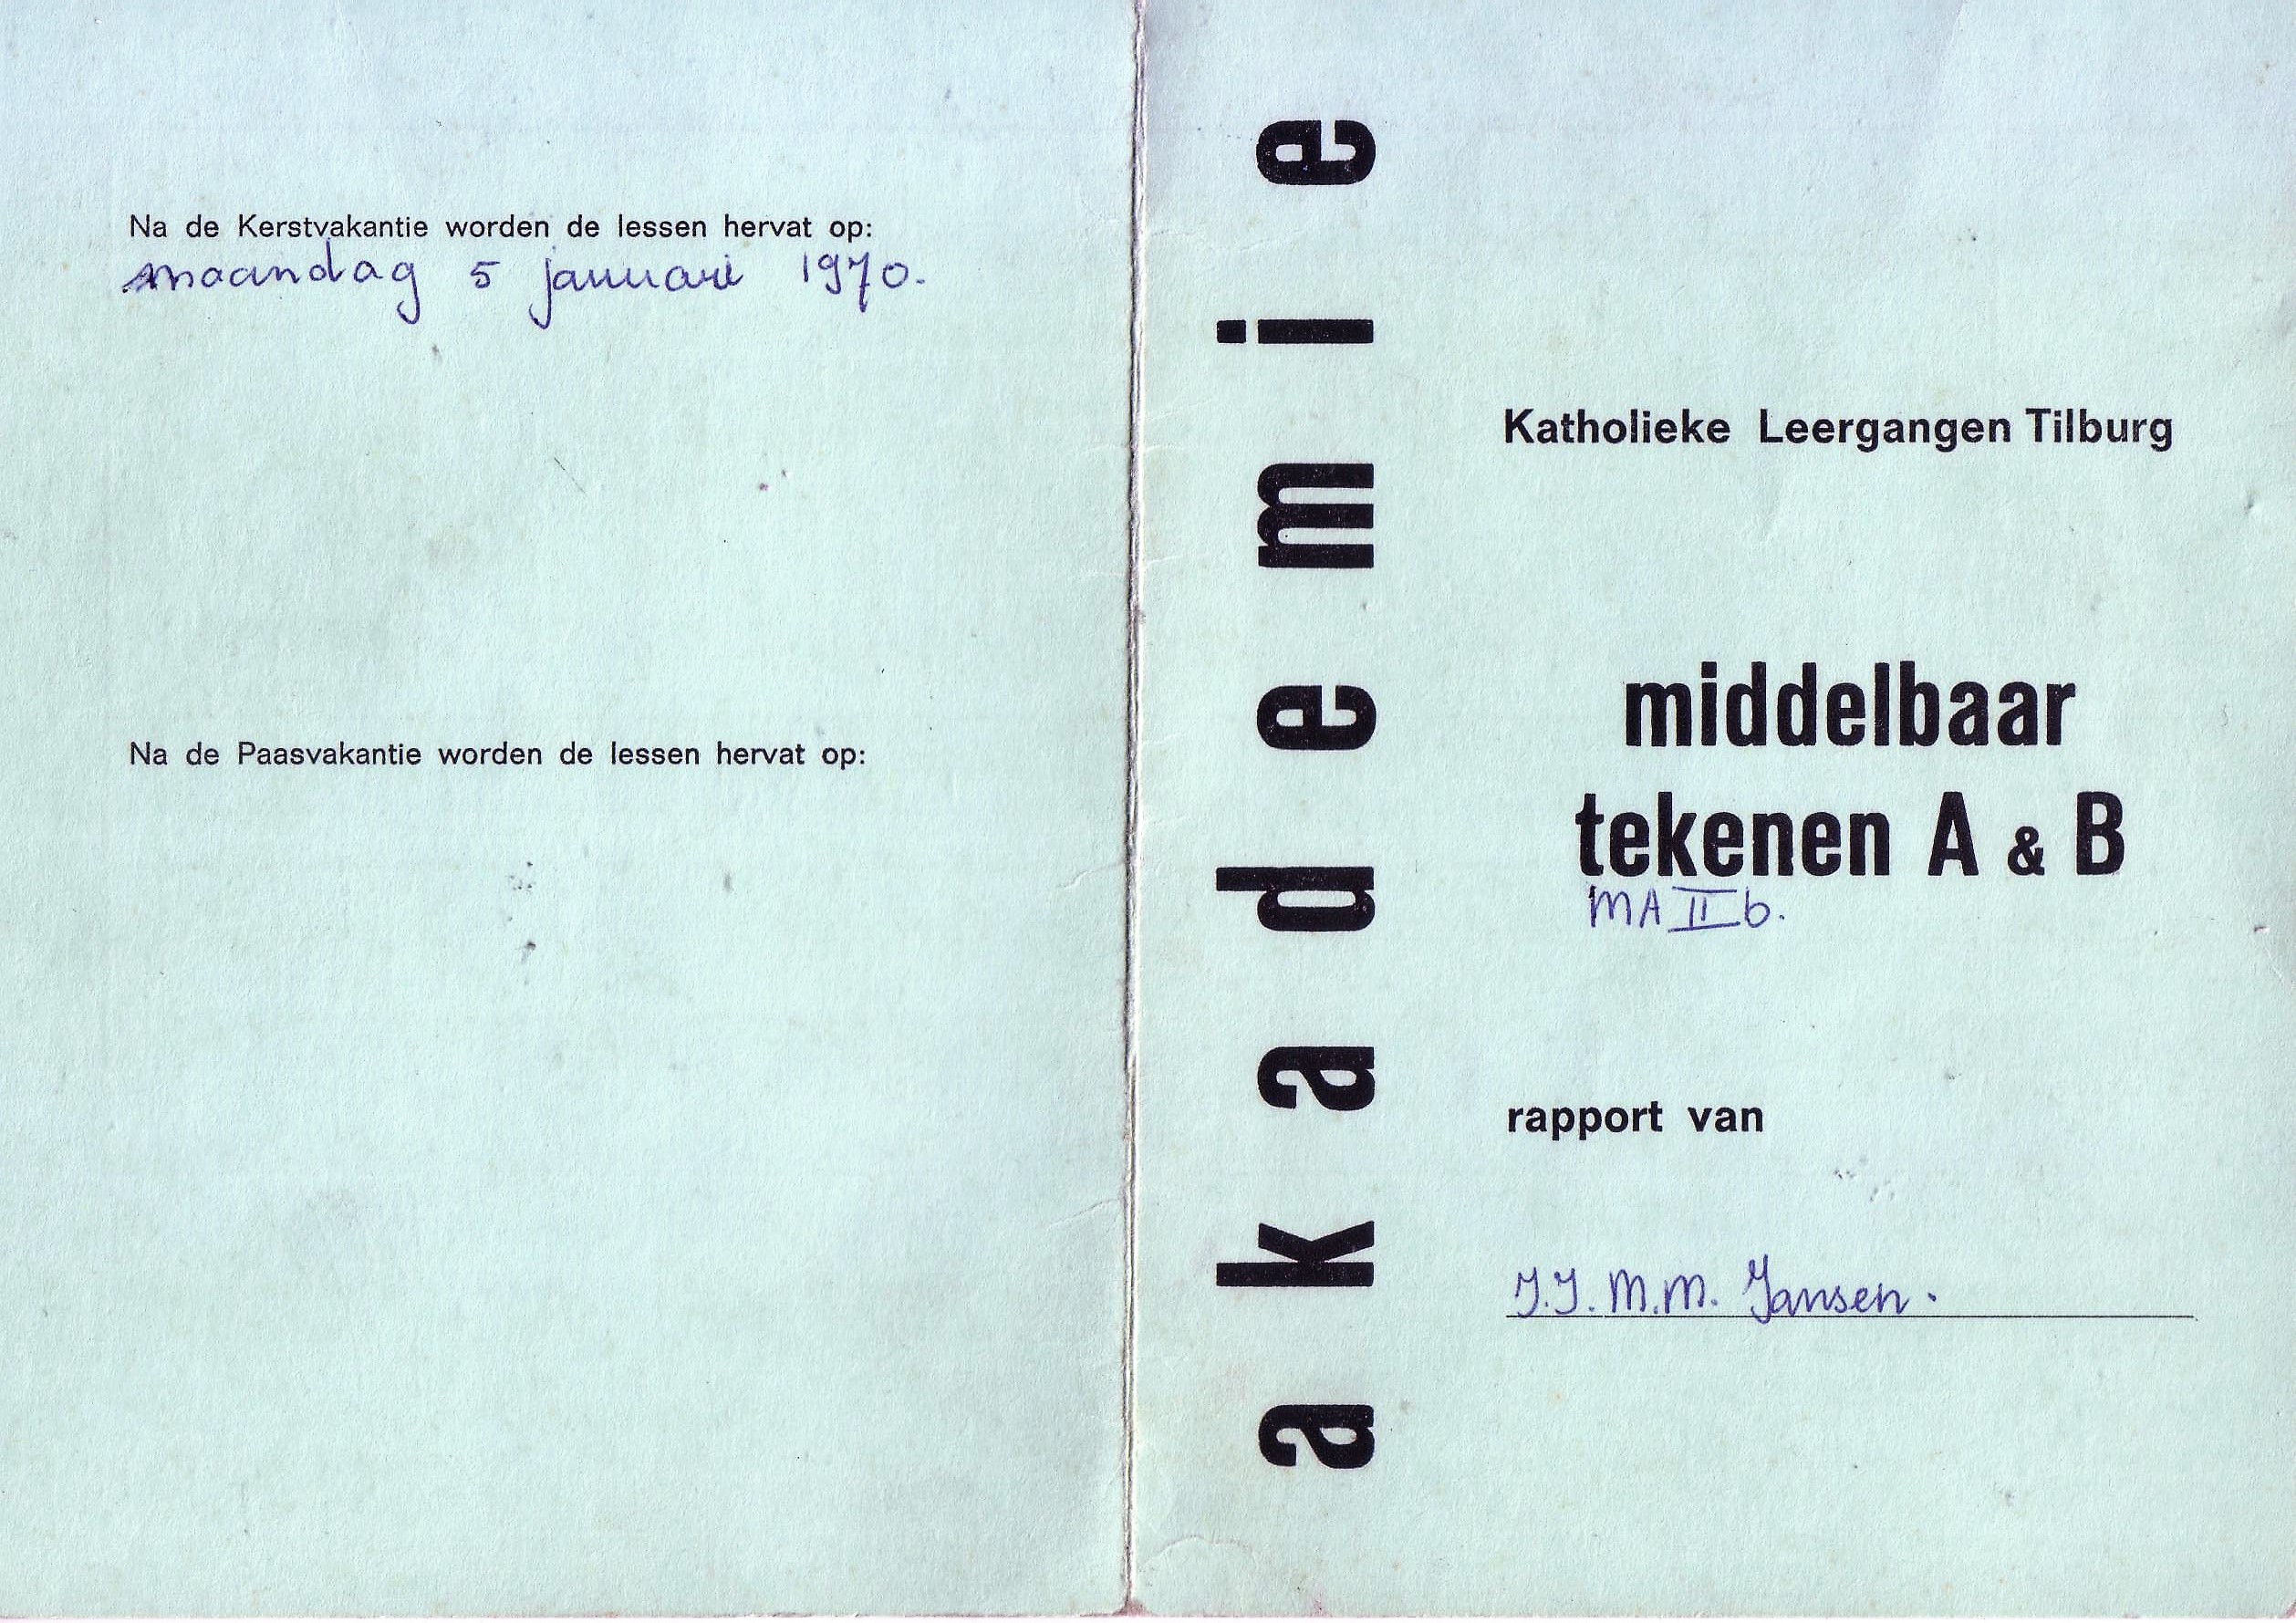 Na de Kerstvakantie worden de lessen hervat op:
maandag 5 januari 1970.
Na de Paasvakantie worden de lessen hervat op:
akademie
Katholieke Leergangen Tilburg
middelbaar
tekenen A & B
MA II b.
rapport van
J.J. M.M. Jansen.